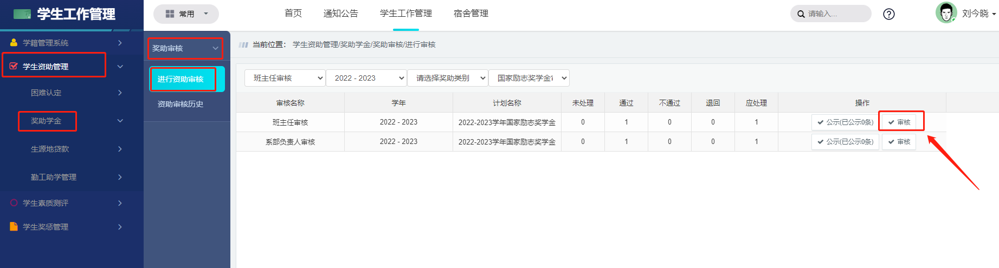 学生工作管理
常用
首页 通知公告 学生工作管理 宿舍管理
请输入...
刘今晓
学籍管理系统
学生资助管理
困难认定
奖助学金
生源地贷款
勤工助学管理
学生素质测评
学生奖惩管理
奖助审核
进行资助审核
资助审核历史
当前位置： 学生资助管理/奖助学金/奖助审核/进行审核
班主任审核 2022 - 2023 请选择奖助类别 国家励志奖学金
审核名称 学年 计划名称 未处理 通过 不通过 退回 应处理 操作
班主任审核 2022 - 2023 2022-2023学年国家励志奖学金 0 1 0 0 1 公示(已公示0条) 审核
系部负责人审核 2022 - 2023 2022-2023学年国家励志奖学金 0 1 0 0 1 公示(已公示0条) 审核